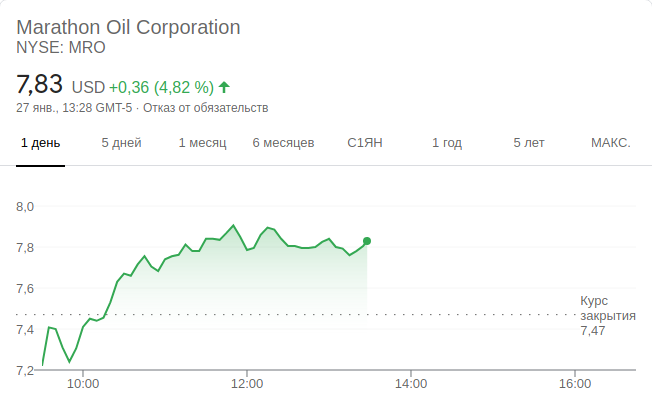 Marathon Oil Corporation
NYSE: MRO
7,83 USD +0,36 (4,82 %)
27 янв., 13:28 GMT-5 · Отказ от обязательств
1 день 5 дней 1 месяц 6 месяцев С1ЯН 1 год 5 лет МАКС.
8,0
7,8
7,6
Курс
закрытия
7,47
7,4
7,2
10:00 12:00 14:00 16:00